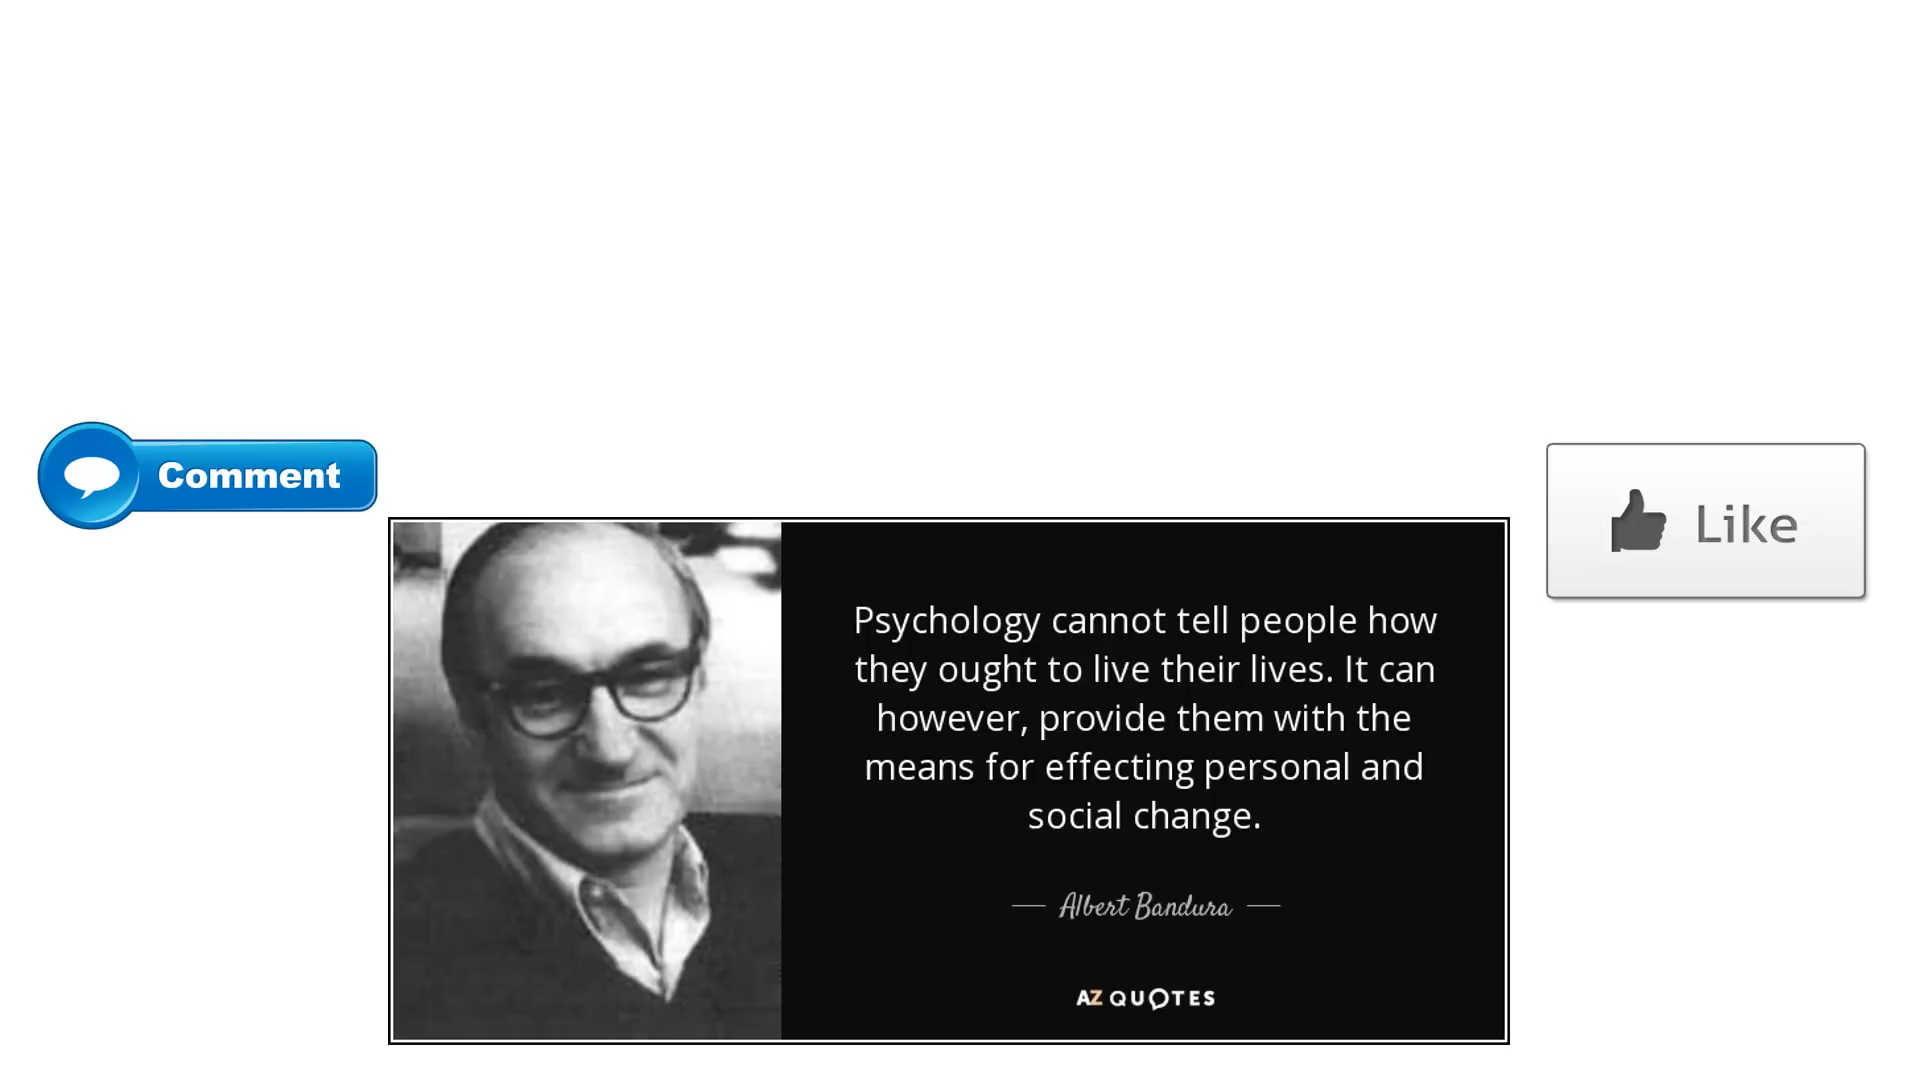 Comment
Like
Psychology cannot tell people how
they ought to live their lives. It can
however, provide them with the
means for effecting personal and
social change.
Albert Bandura
AZ QUOTES